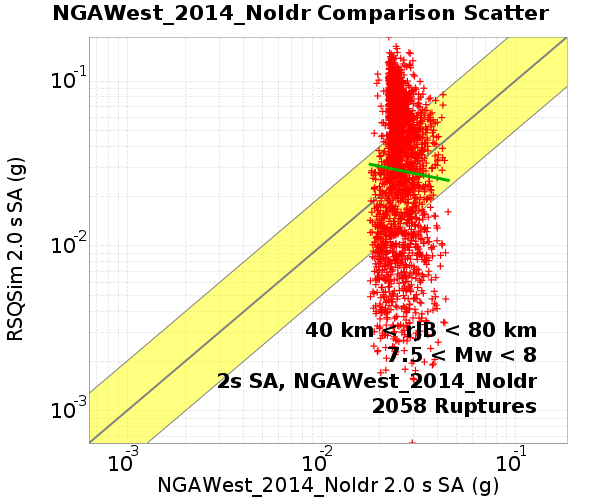 NGAWest_2014_NoIdr Comparison Scatter
RSQSim 2.0 s SA (g)
10-1
10-2
10-3
40 km < rJB < 80 km
7.5 < Mw < 8
2s SA, NGAWest_2014_NoIdr
2058 Ruptures
10-3
10-2
10-1
NGAWest_2014_NoIdr 2.0 s SA (g)